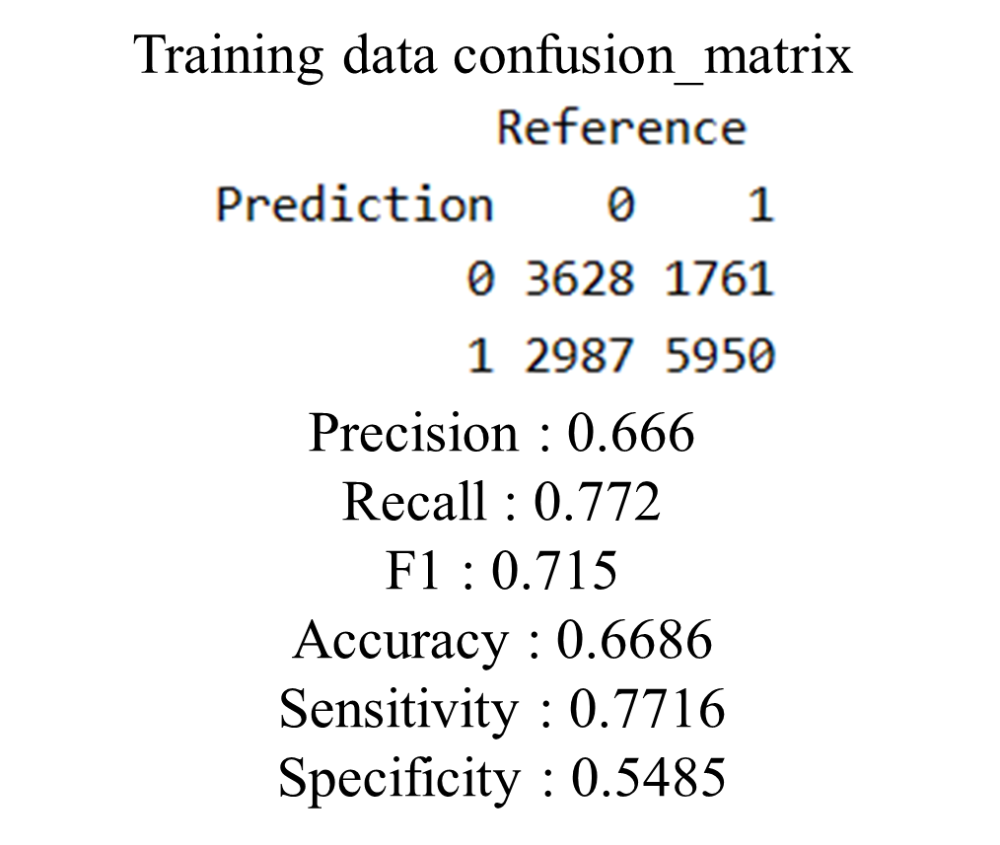 Training data confusion_matrix
Reference
Prediction 0 1
0 3628 1761
1 2987 5950
Precision : 0.666
Recall : 0.772
F1 : 0.715
Accuracy : 0.6686
Sensitivity : 0.7716
Specificity : 0.5485